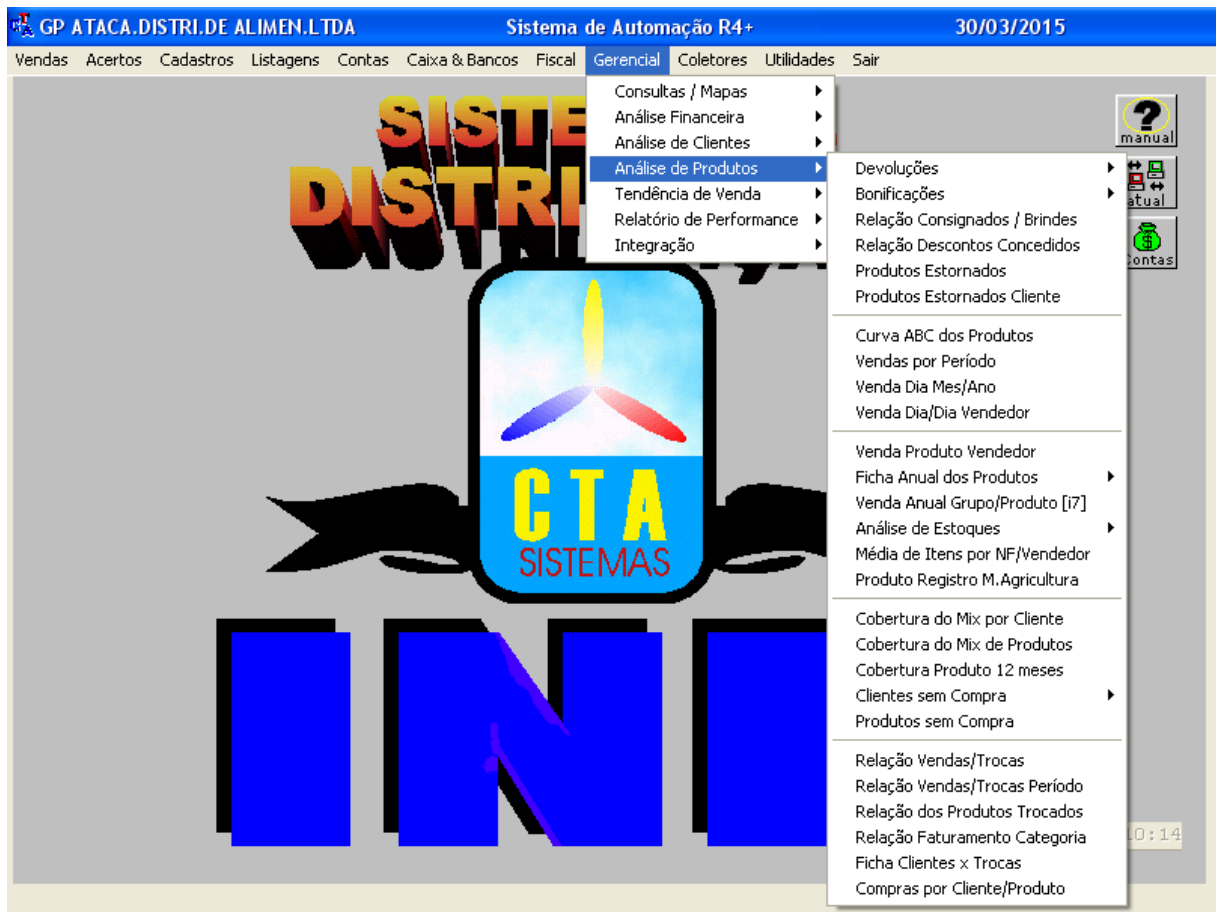 GP ATACA.DISTRI.DE ALIMEN.LTDA Sistema de Automação R4+ 30/03/2015
Vendas Acertos Cadastros Listagens Contas Caixa & Bancos Fiscal Gerencial Coletores Utilidades Sair
Consultas / Mapas
Análise Financeira
Análise de Clientes
Análise de Produtos
Tendência de Venda
Relatório de Performance
Integração
Devoluções
Bonificações
Relação Consignados / Brindes
Relação Descontos Concedidos
Produtos Estornados
Produtos Estornados Cliente
Curva ABC dos Produtos
Vendas por Período
Venda Dia Mes/Ano
Venda Dia/Dia Vendedor
Venda Produto Vendedor
Ficha Anual dos Produtos
Venda Anual Grupo/Produto [i7]
Análise de Estoques
Média de Itens por NF/Vendedor
Produto Registro M.Agricultura
Cobertura do Mix por Cliente
Cobertura do Mix de Produtos
Cobertura Produto 12 meses
Clientes sem Compra
Produtos sem Compra
Relação Vendas/Trocas
Relação Vendas/Trocas Período
Relação dos Produtos Trocados
Relação Faturamento Categoria
Ficha Clientes x Trocas
Compras por Cliente/Produto
manual
CTA
SISTEMAS